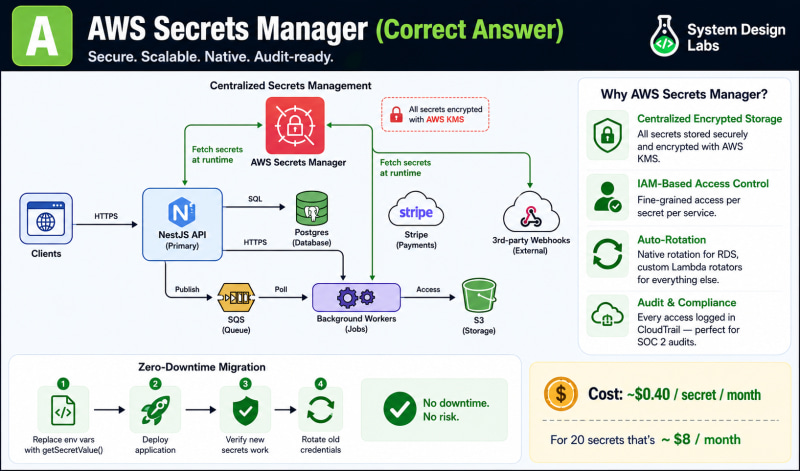 A
AWS Secrets Manager (Correct Answer)
Secure. Scalable. Native. Audit-ready.
System Design
Labs
Centralized Secrets Management
All secrets encrypted
with AWS KMS
Fetch secrets
at runtime
AWS Secrets Manager
Fetch secrets
at runtime
Clients
HTTPS
N
NestJS API
(Primary)
SQL
Postgres
(Database)
stripe
Stripe
(Payments)
3rd-party Webhooks
(External)
HTTPS
Publish
SQS
(Queue)
Poll
Background Workers
(Jobs)
Access
S3
(Storage)
Why AWS Secrets Manager?
Centralized Encrypted Storage
All secrets stored securely
and encrypted with AWS
KMS.
IAM-Based Access Control
Fine-grained access per
secret per service.
Auto-Rotation
Native rotation for RDS,
custom Lambda rotators
for everything else.
Audit & Compliance
Every access logged in
CloudTrail — perfect for
SOC 2 audits.
Zero-Downtime Migration
1
</>
Replace env vars
with getSecretValue()
2
Deploy
application
3
Verify new
secrets work
4
Rotate old
credentials
No downtime.
No risk.
$
Cost: ~$0.40 / secret / month
For 20 secrets that's ~ $8 / month